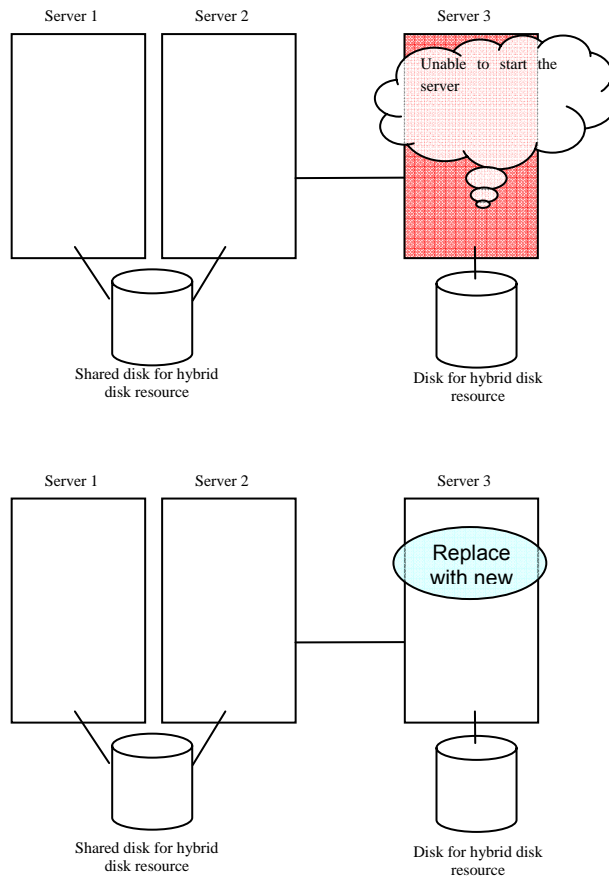 Server 1
Server 2
Server 3
Unable to start the
server
Shared disk for hybrid
disk resource
Disk for hybrid disk
resource
Server 1
Server 2
Server 3
Replace
with new
Shared disk for hybrid
disk resource
Disk for hybrid disk
resource